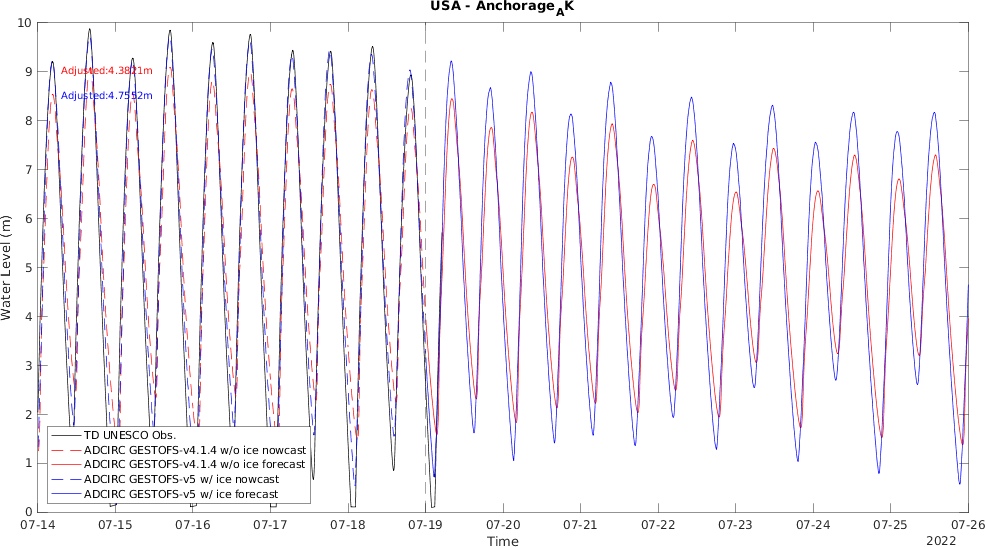 USA - Anchorage_AK
10
9
8
7
6
5
4
3
2
1
0
Water Level (m)
Adjusted:4.3821m
Adjusted:4.7552m
TD UNESCO Obs.
ADCIRC GESTOFS-v4.1.4 w/o ice nowcast
ADCIRC GESTOFS-v4.1.4 w/o ice forecast
ADCIRC GESTOFS-v5 w/ ice nowcast
ADCIRC GESTOFS-v5 w/ ice forecast
07-14 07-15 07-16 07-17 07-18 07-19 07-20 07-21 07-22 07-23 07-24 07-25 07-26
Time
2022